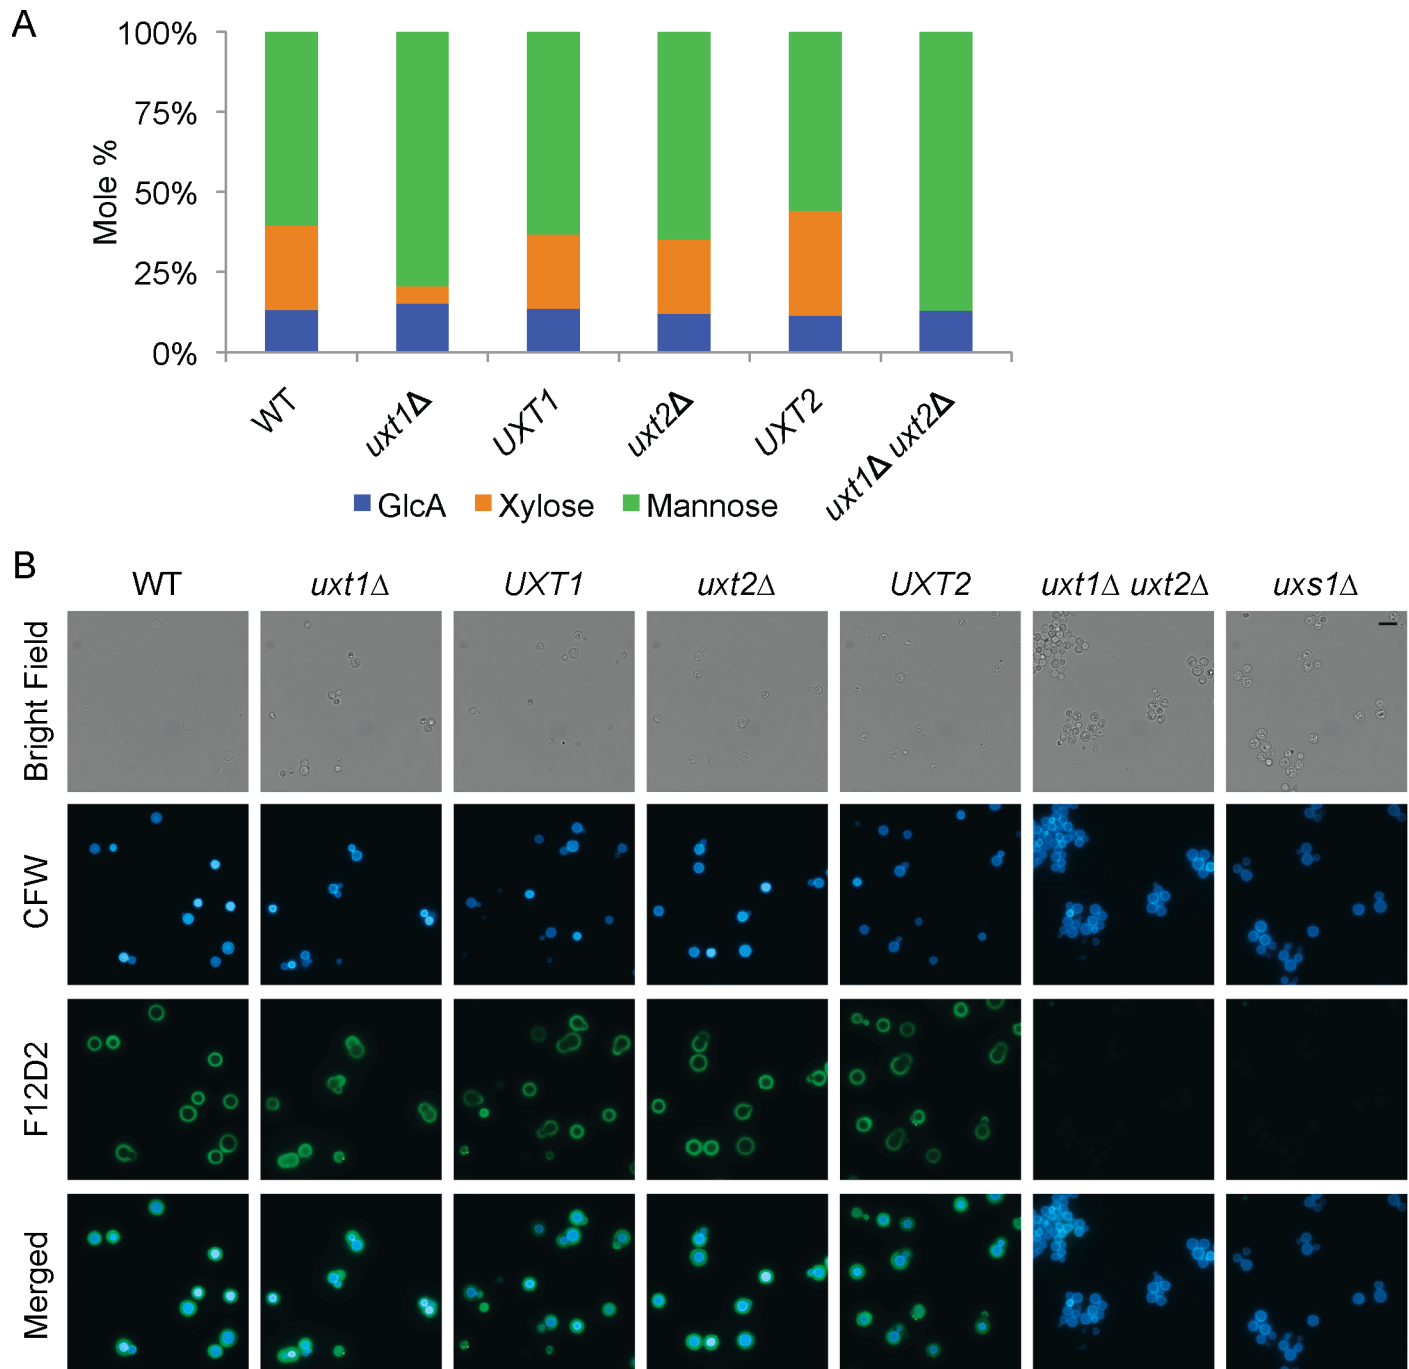 A
100%
75%
50%
25%
0%
Mole %
WT
uxt1Δ
UXT1
uxt2Δ
UXT2
uxt1Δ uxt2Δ
GlcA Xylose Mannose
B
WT uxt1Δ UXT1 uxt2Δ UXT2 uxt1Δ uxt2Δ uxs1Δ
Bright Field
CFW
F12D2
Merged